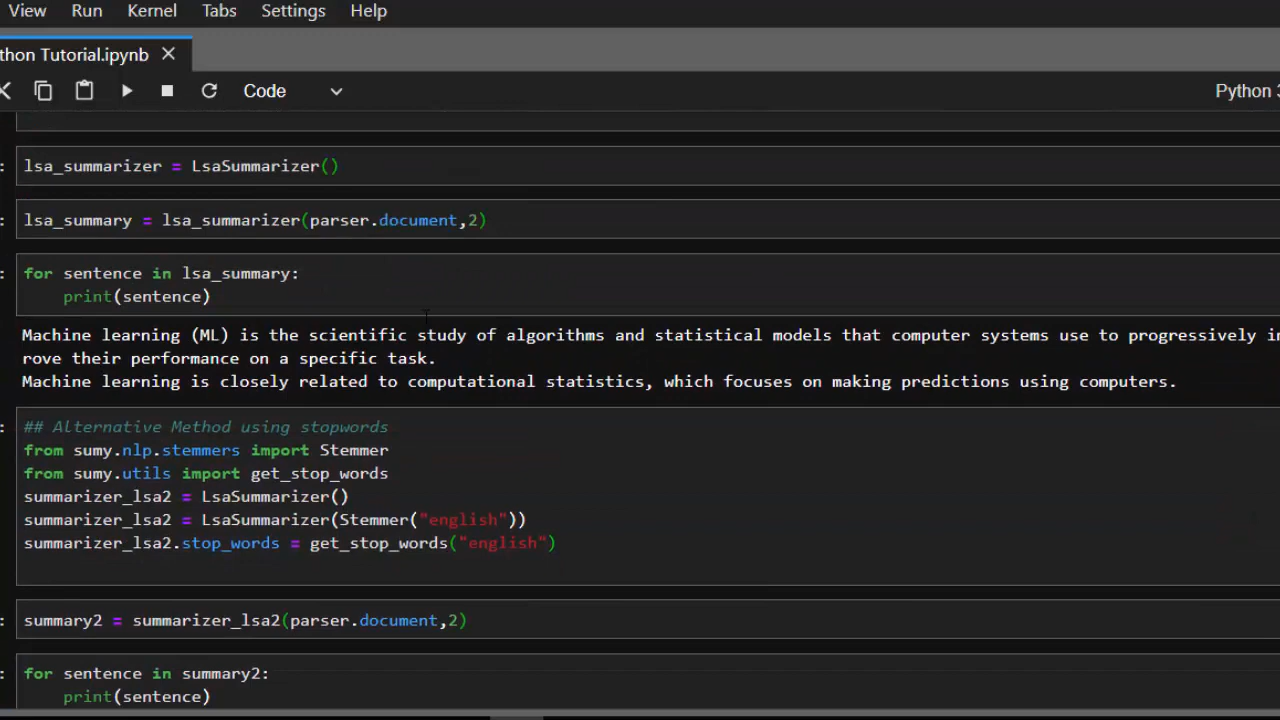 View Run Kernel Tabs Settings Help
thon Tutorial.ipynb
Code Python 3
: lsa_summarizer = LsaSummarizer()
: lsa_summary = lsa_summarizer(parser.document,2)
: for sentence in lsa_summary:
print(sentence)
Machine learning (ML) is the scientific study of algorithms and statistical models that computer systems use to progressively
rove their performance on a specific task.
Machine learning is closely related to computational statistics, which focuses on making predictions using computers.
: ## Alternative Method using stopwords
from sumy.nlp.stemmers import Stemmer
from sumy.utils import get_stop_words
summarizer_lsa2 = LsaSummarizer()
summarizer_lsa2 = LsaSummarizer(Stemmer("english"))
summarizer_lsa2.stop_words = get_stop_words("english")
: summary2 = summarizer_lsa2(parser.document,2)
: for sentence in summary2:
print(sentence)